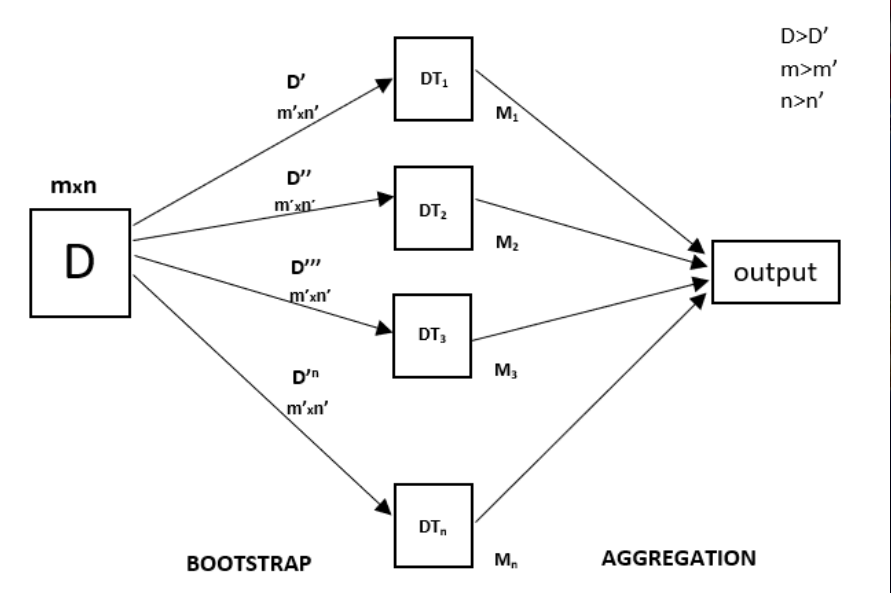 D>D’
m>m’
n>n’
mxn
D
D’
m’xn’
DT₁
M₁
D’’
m’xn’
DT₂
M₂
D’’’
m’xn’
DT₃
M₃
D’ⁿ
m’xn’
DTₙ
Mₙ
output
BOOTSTRAP
AGGREGATION